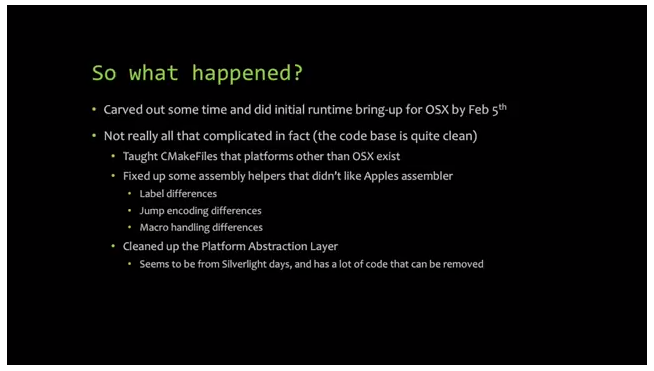 So what happened?
• Carved out some time and did initial runtime bring-up for OSX by Feb 5th
• Not really all that complicated in fact (the code base is quite clean)
• Taught CMakeFiles that platforms other than OSX exist
• Fixed up some assembly helpers that didn't like Apples assembler
• Label differences
• Jump encoding differences
• Macro handling differences
• Cleaned up the Platform Abstraction Layer
• Seems to be from Silverlight days, and has a lot of code that can be removed